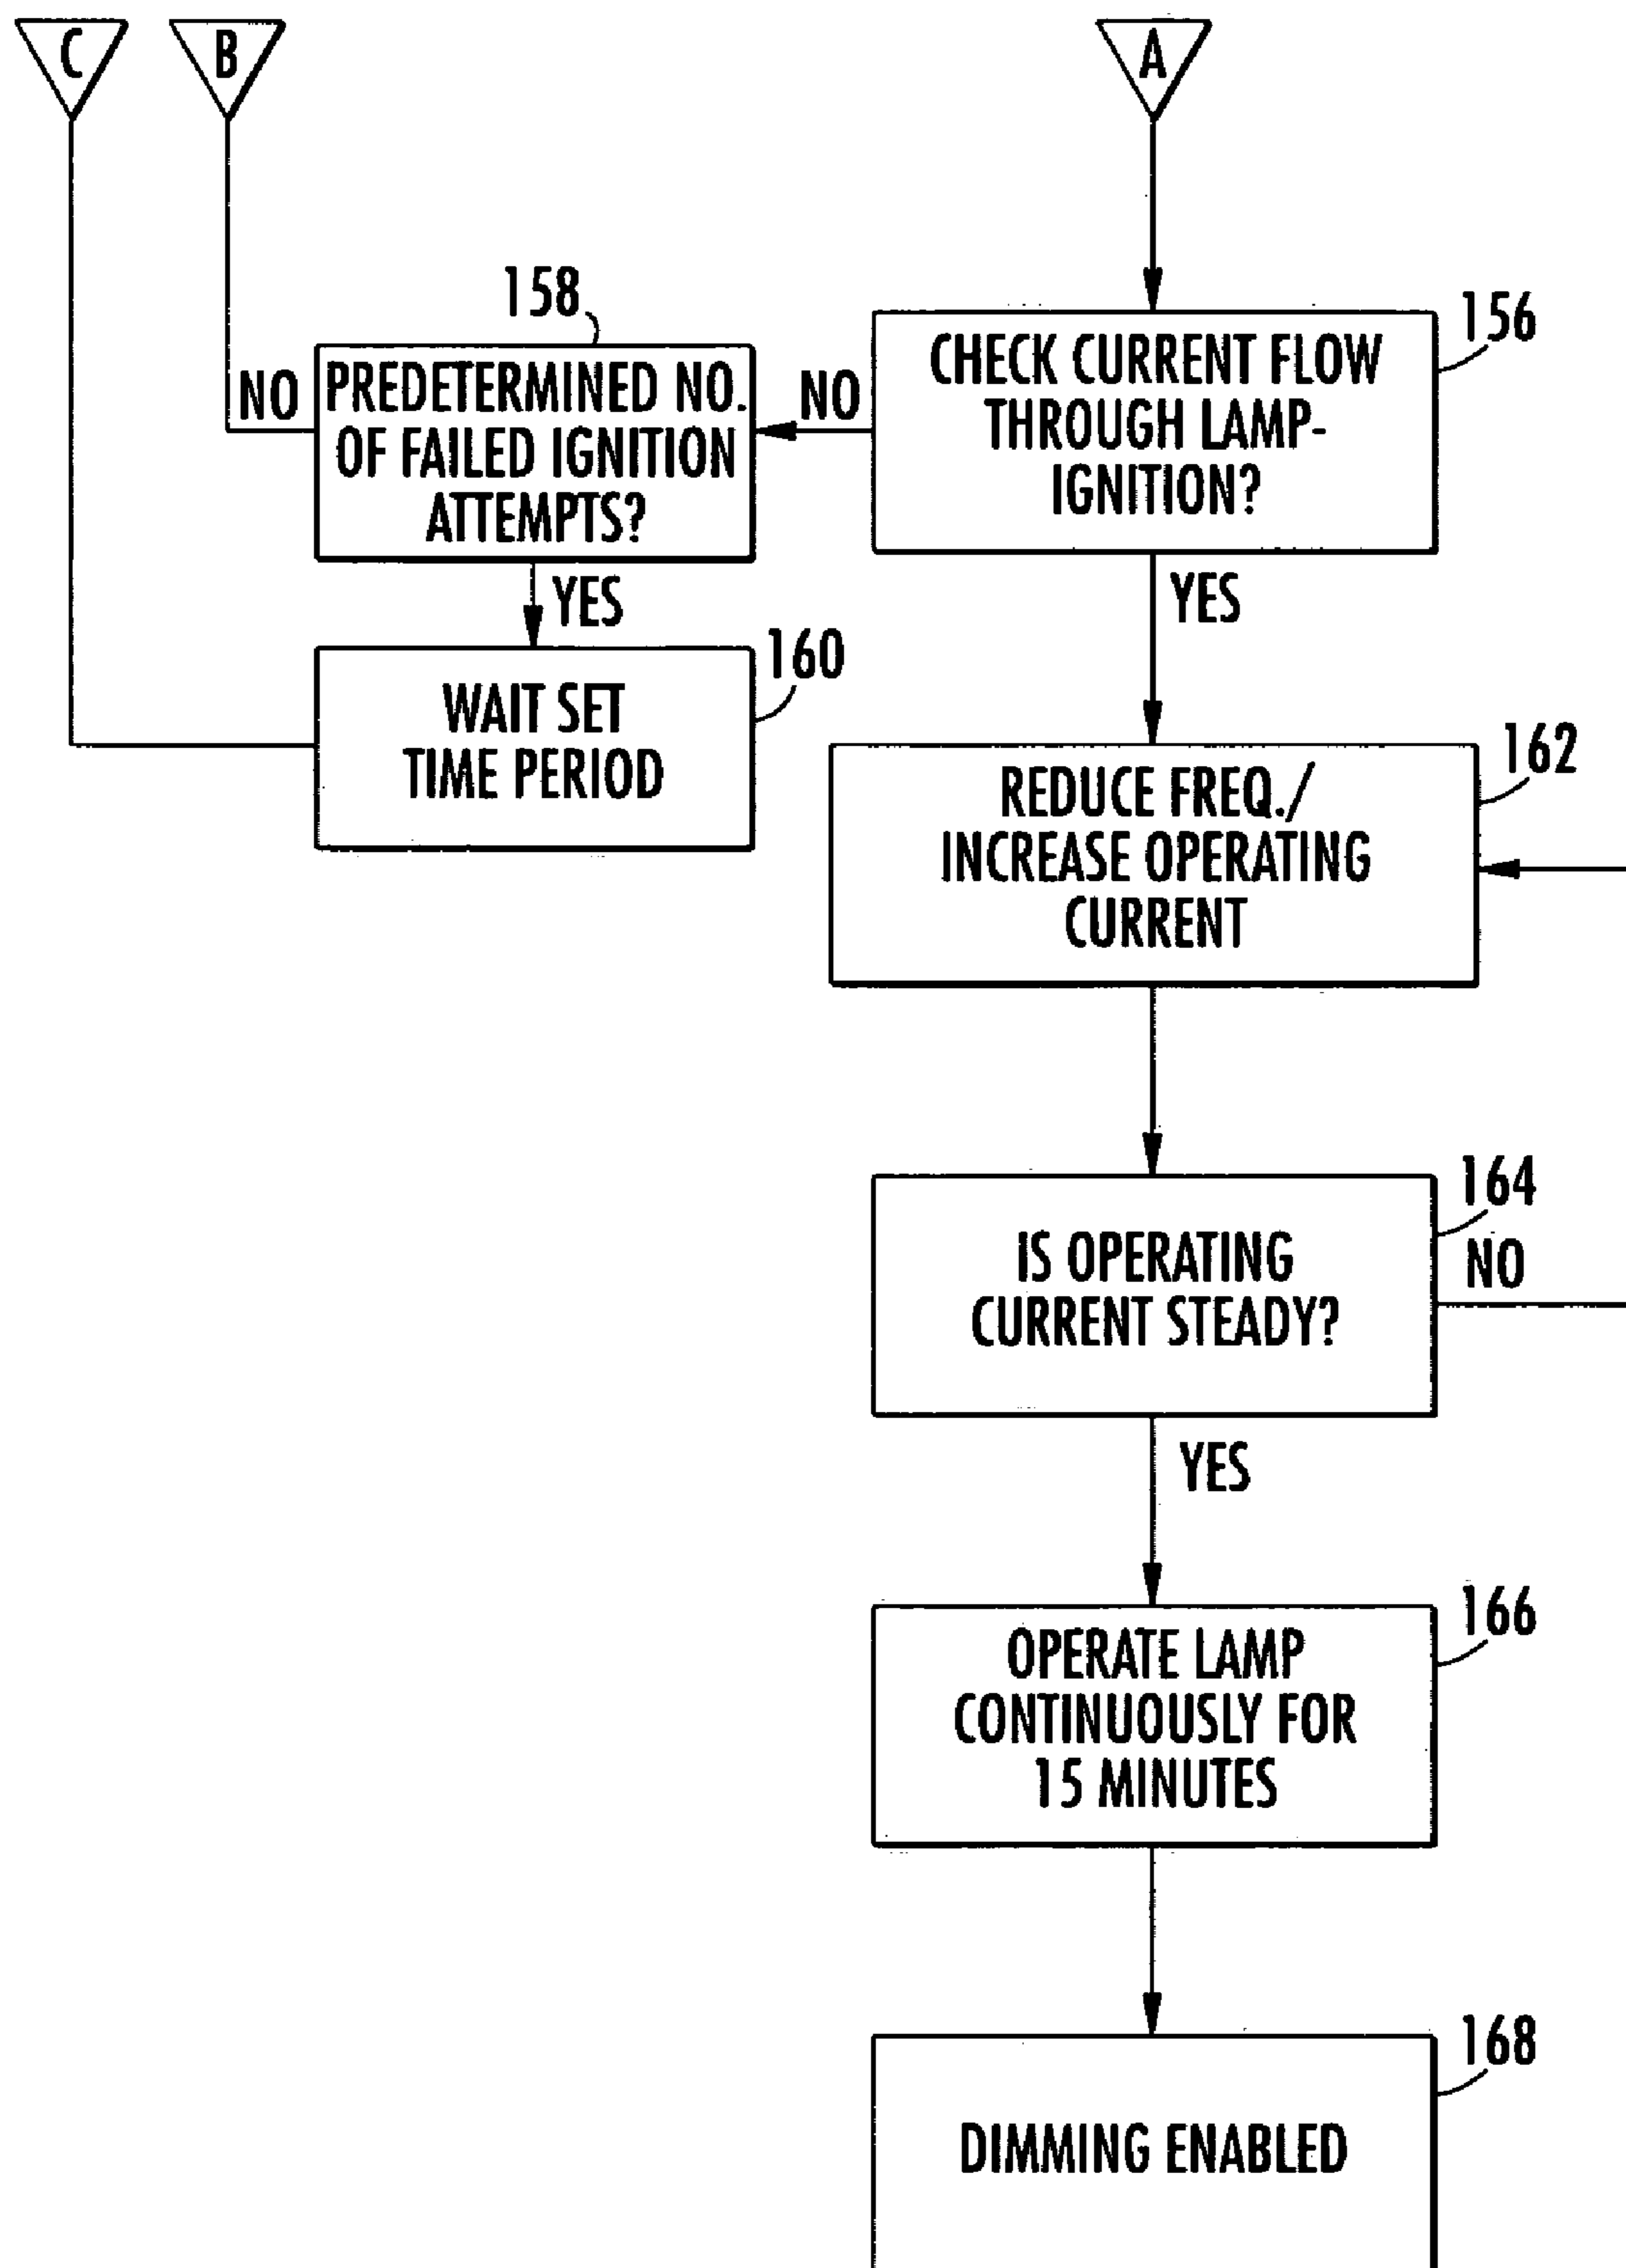 C
B
A
158
156
CHECK CURRENT FLOW
THROUGH LAMP-
IGNITION?
NO
PREDETERMINED NO.
OF FAILED IGNITION
ATTEMPTS?
NO
YES
YES
160
WAIT SET
TIME PERIOD
162
REDUCE FREQ./
INCREASE OPERATING
CURRENT
164
IS OPERATING
CURRENT STEADY?
NO
YES
166
OPERATE LAMP
CONTINUOUSLY FOR
15 MINUTES
168
DIMMING ENABLED